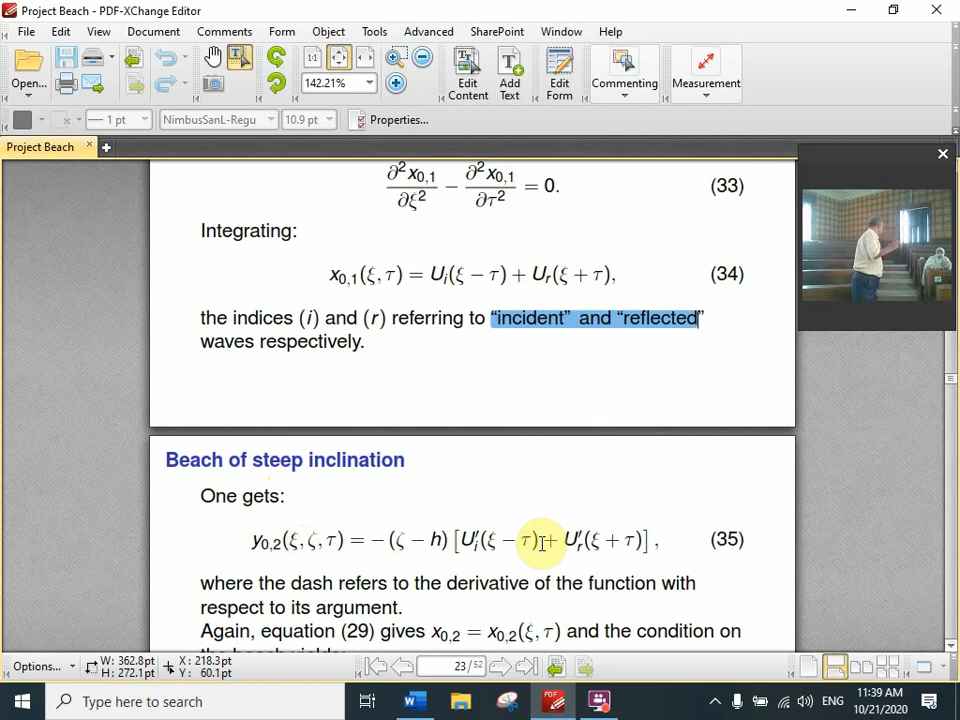 Project Beach - PDF-XChange Editor
File Edit View Document Comments Form Object Tools Advanced SharePoint Window Help
Open...
142.21%
Edit Content
Add Text
Edit Form
Commenting
Measurement
1 pt
NimbusSanL-Regu
10.9 pt
Properties...
Project Beach
∂²x₀,₁/∂ξ² − ∂²x₀,₁/∂τ² = 0. (33)
Integrating:
x₀,₁(ξ, τ) = Uᵢ(ξ − τ) + Uᵣ(ξ + τ), (34)
the indices (i) and (r) referring to “incident” and “reflected”
waves respectively.
Beach of steep inclination
One gets:
y₀,₂(ξ, ζ, τ) = − (ζ − h) [U′ᵢ(ξ − τ) + U′ᵣ(ξ + τ)] , (35)
where the dash refers to the derivative of the function with
respect to its argument.
Again, equation (29) gives x₀,₂ = x₀,₂(ξ, τ) and the condition on
Options...
W: 362.8pt
H: 272.1pt
X: 218.3pt
Y: 60.1pt
23 / 52
Type here to search
PDF
ENG
11:39 AM
10/21/2020